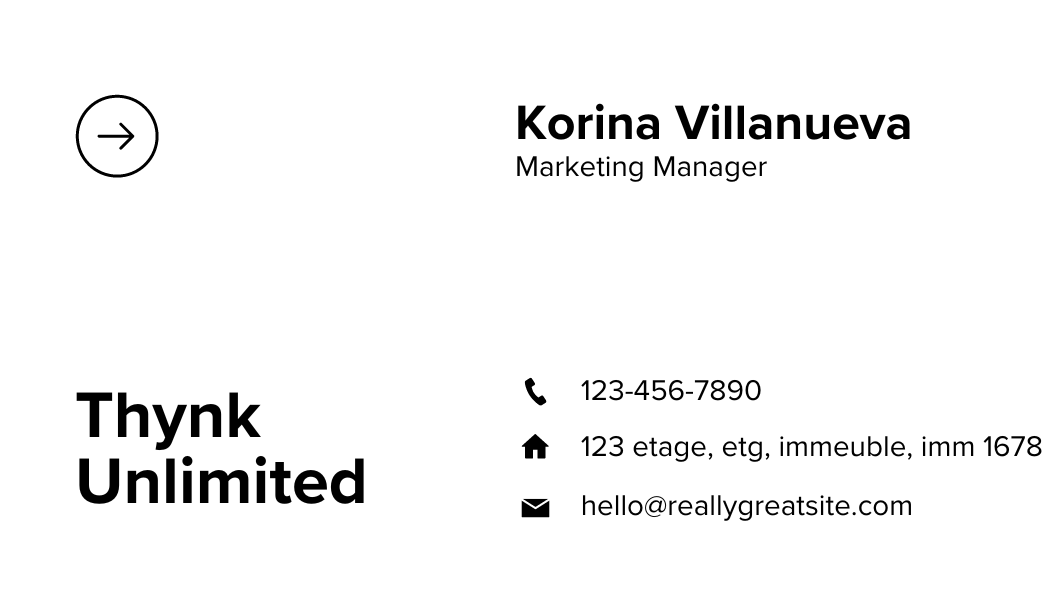 Korina Villanueva
Marketing Manager
Thynk
Unlimited
123-456-7890
123 etage, etg, immeuble, imm 1678
hello@reallygreatsite.com